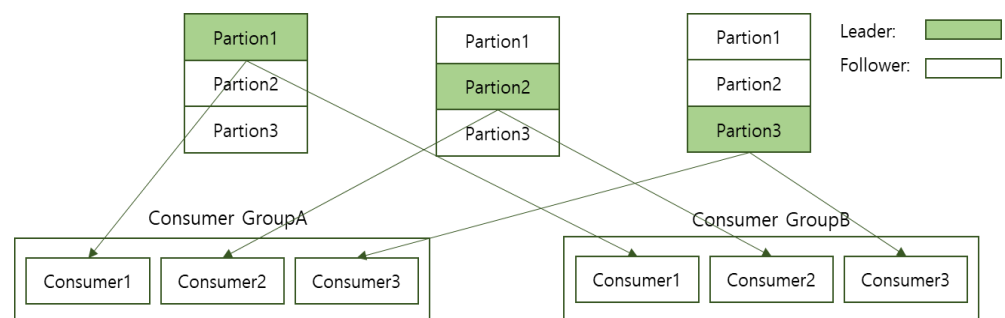 Partion1
Partion2
Partion3
Partion1
Partion2
Partion3
Partion1
Partion2
Partion3
Leader:
Follower:
Consumer GroupA
Consumer1
Consumer2
Consumer3
Consumer GroupB
Consumer1
Consumer2
Consumer3